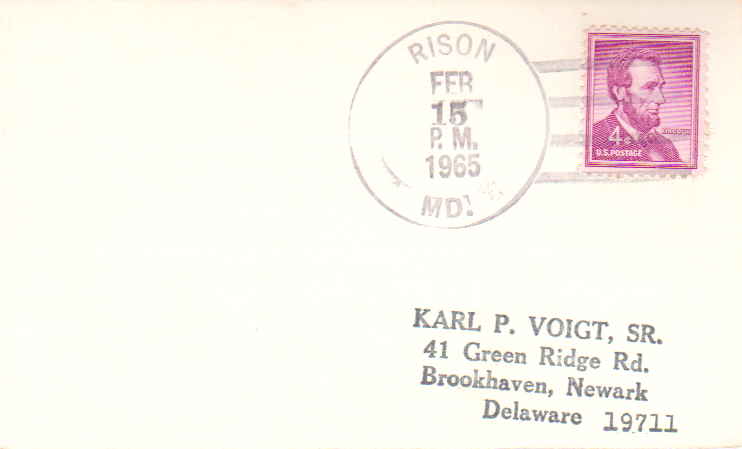 RISON
FEB
15
P.M.
1965
MD.
LINCOLN
4¢
U.S. POSTAGE
KARL P. VOIGT, SR.
41 Green Ridge Rd.
Brookhaven, Newark
Delaware 19711